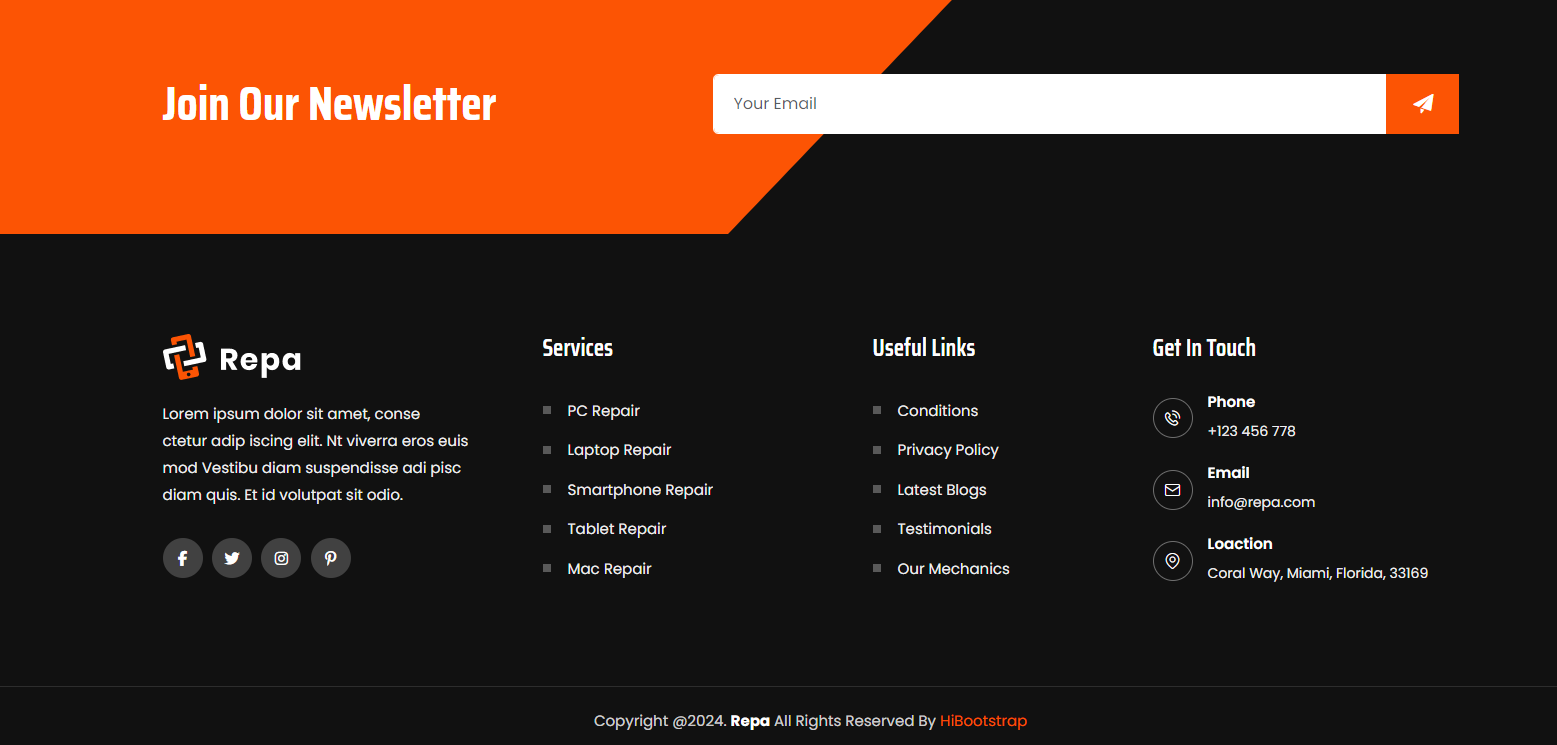 Join Our Newsletter
Your Email
Repa
Lorem ipsum dolor sit amet, conse
ctetur adip iscing elit. Nt viverra eros euis
mod Vestibu diam suspendisse adi pisc
diam quis. Et id volutpat sit odio.
Services
PC Repair
Laptop Repair
Smartphone Repair
Tablet Repair
Mac Repair
Useful Links
Conditions
Privacy Policy
Latest Blogs
Testimonials
Our Mechanics
Get In Touch
Phone
+123 456 778
Email
info@repa.com
Loaction
Coral Way, Miami, Florida, 33169
Copyright @2024. Repa All Rights Reserved By HiBootstrap